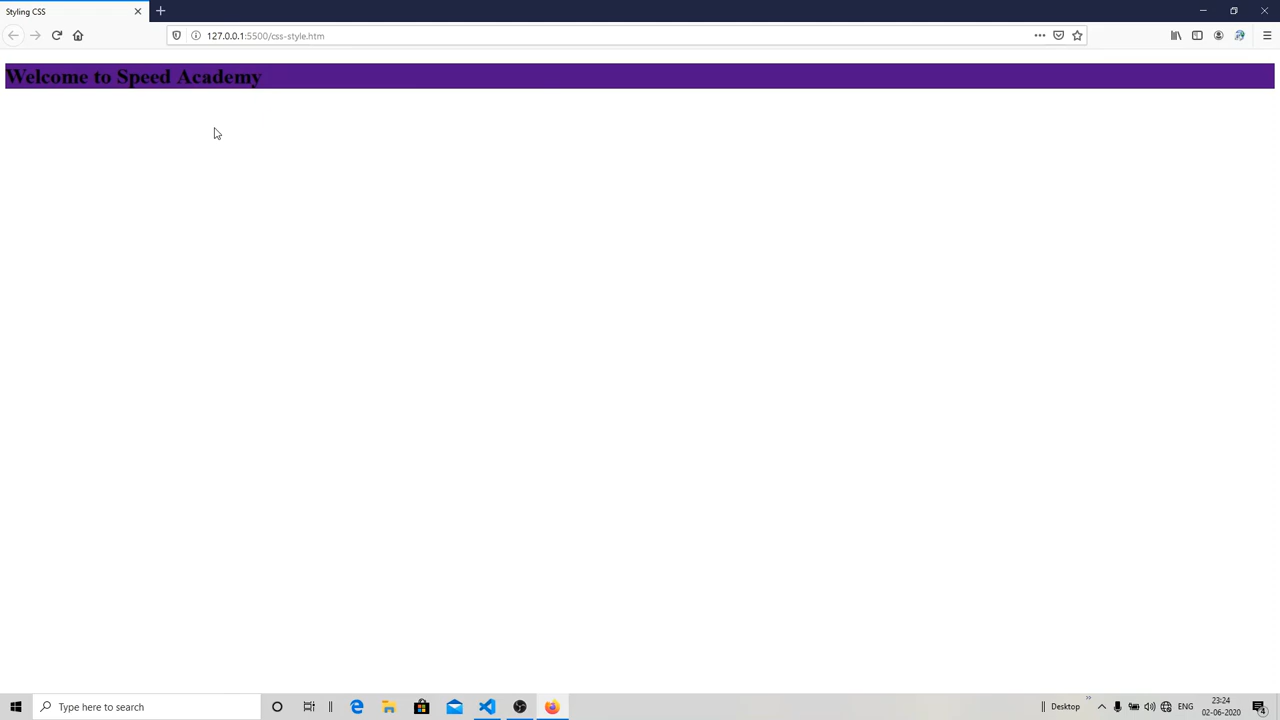 Styling CSS
127.0.0.1:5500/css-style.htm
Welcome to Speed Academy
Type here to search
Desktop
ENG
23:24
02-06-2020
4